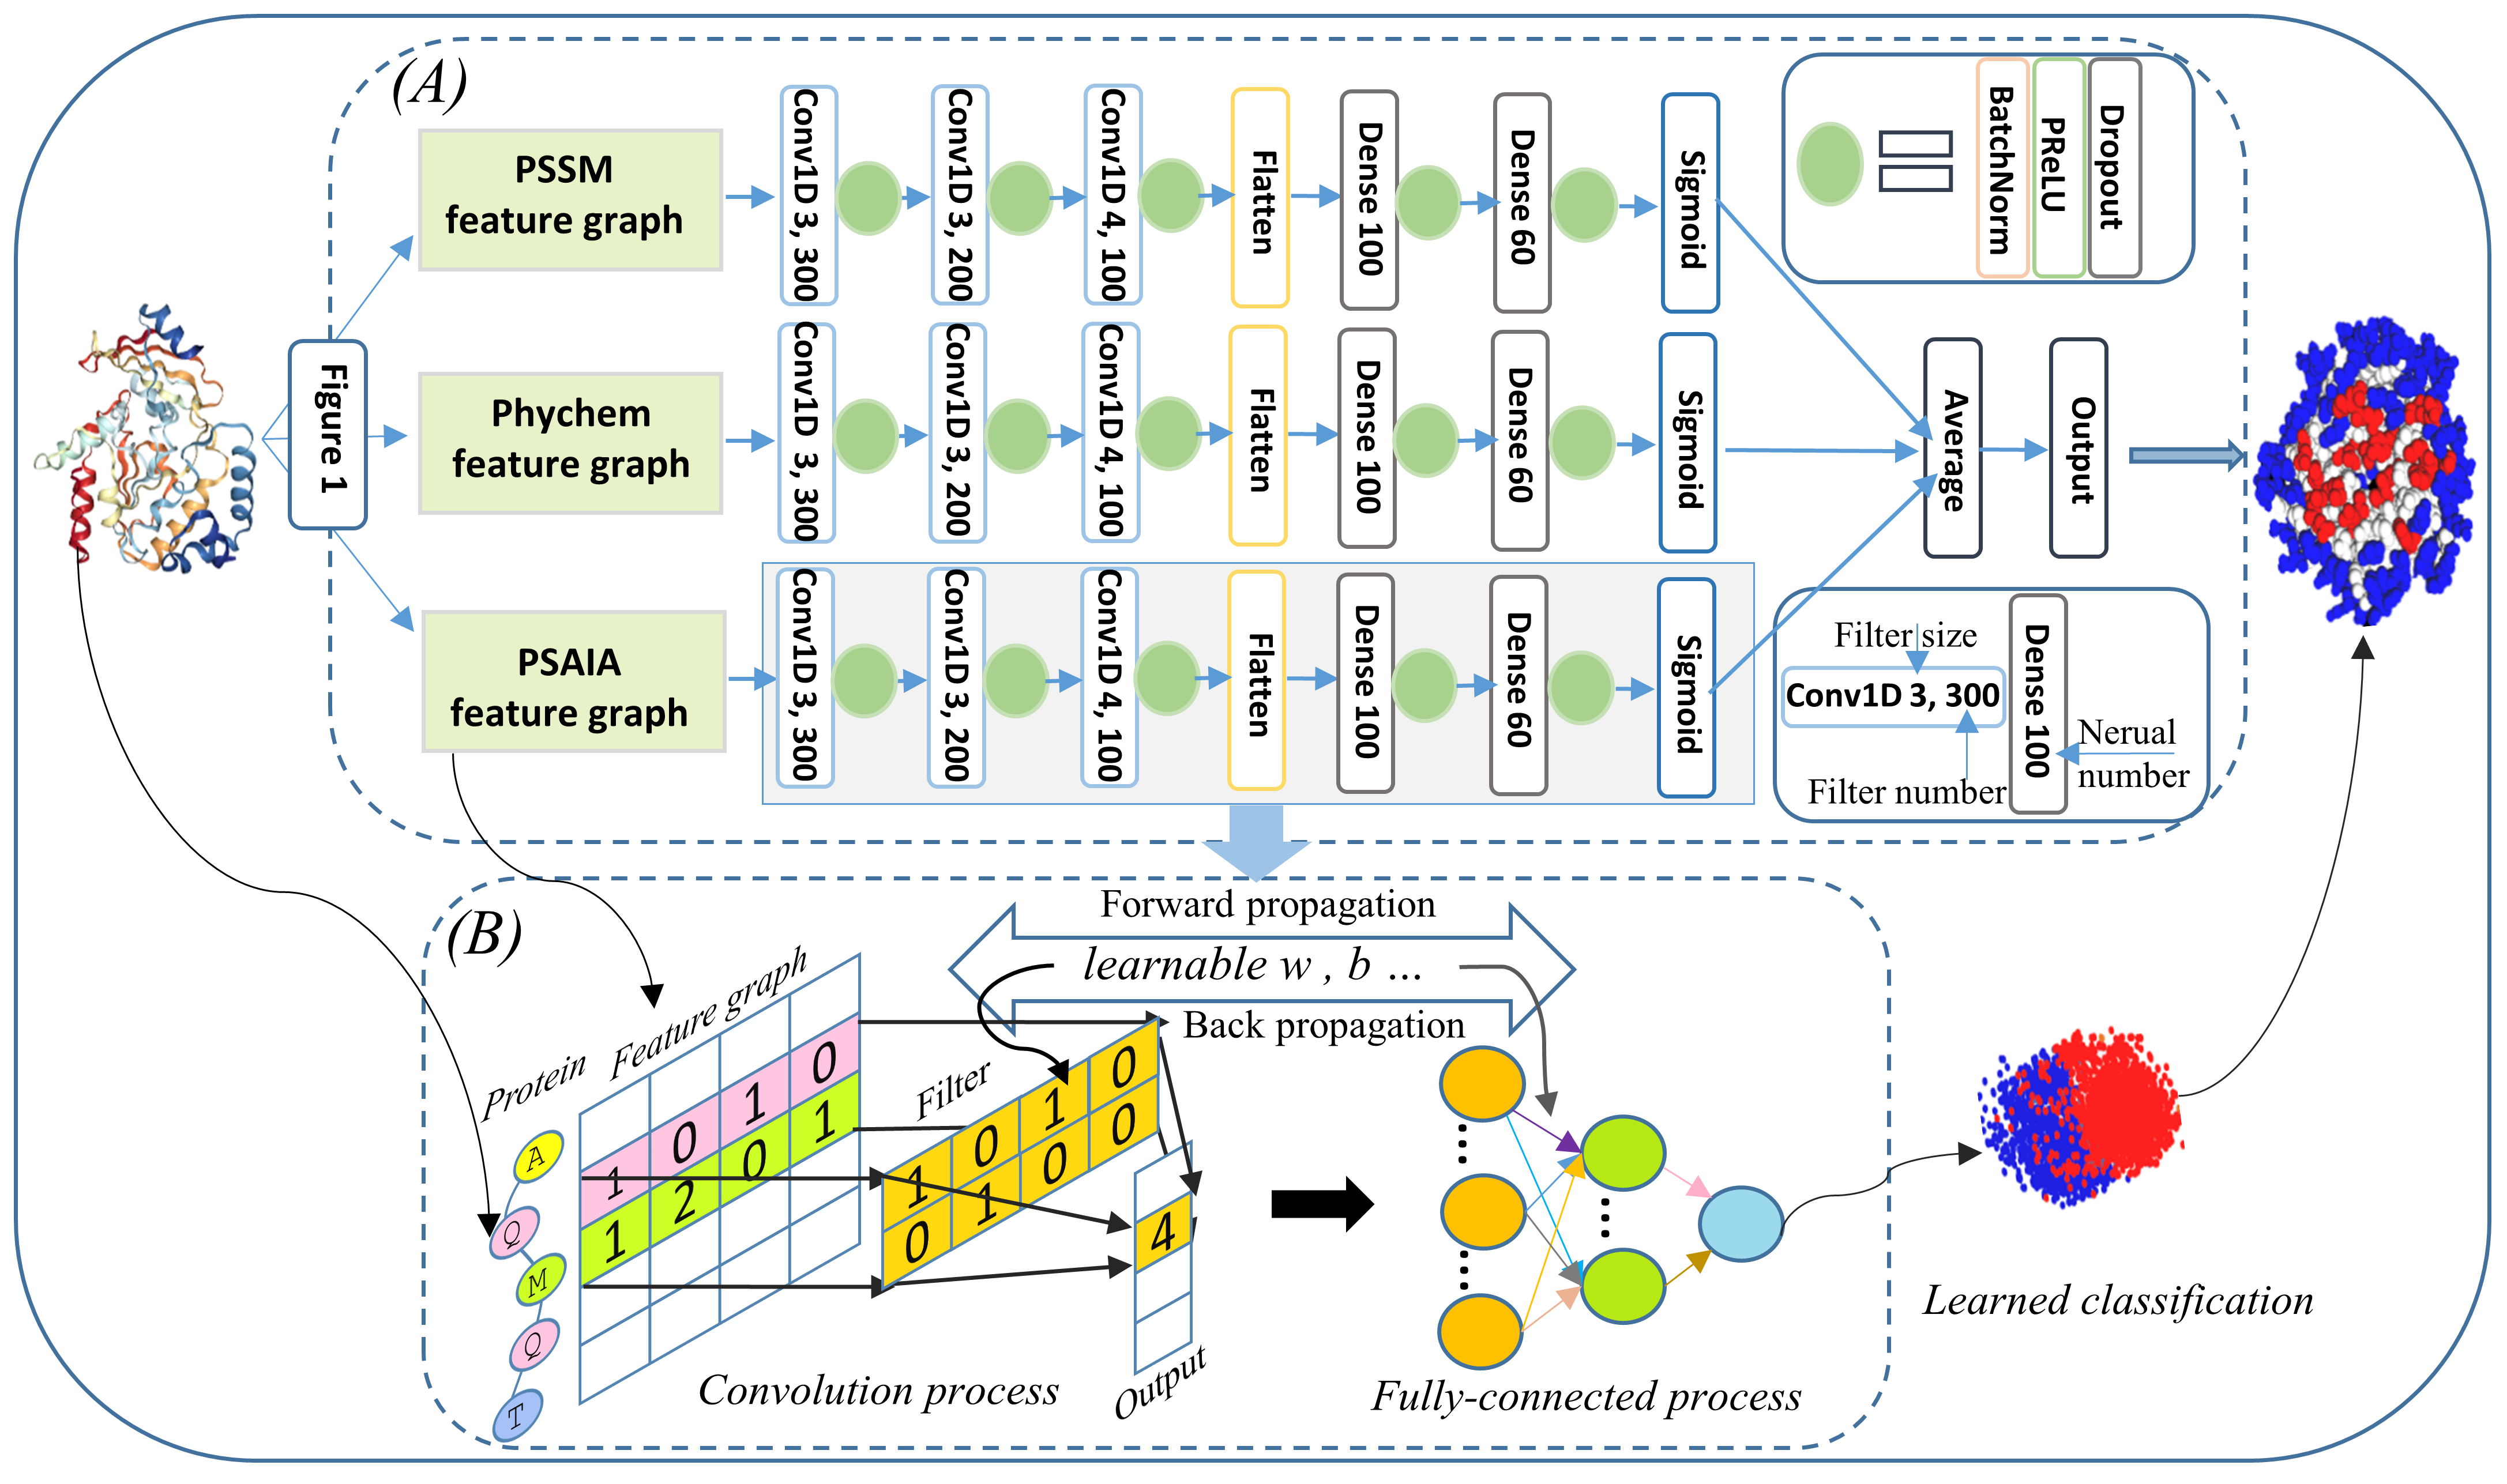 (A)
PSSM
feature graph
Conv1D 3, 300
Conv1D 3, 200
Conv1D 4, 100
Flatten
Dense 100
Dense 60
Sigmoid
BatchNorm
PReLU
Dropout
Figure 1
Phychem
feature graph
Conv1D 3, 300
Conv1D 3, 200
Conv1D 4, 100
Flatten
Dense 100
Dense 60
Sigmoid
Average
Output
PSAIA
feature graph
Conv1D 3, 300
Conv1D 3, 200
Conv1D 4, 100
Flatten
Dense 100
Dense 60
Sigmoid
Filter size
Conv1D 3, 300
Filter number
Dense 100
Nerual
number
(B)
Forward propagation
learnable w , b ...
Back propagation
Protein
Feature graph
Filter
A
Q
M
Q
T
1 0 1 0
1 2 0 1
1 0 1 0
0 1 0 0
4
Output
Convolution process
Fully-connected process
Learned classification